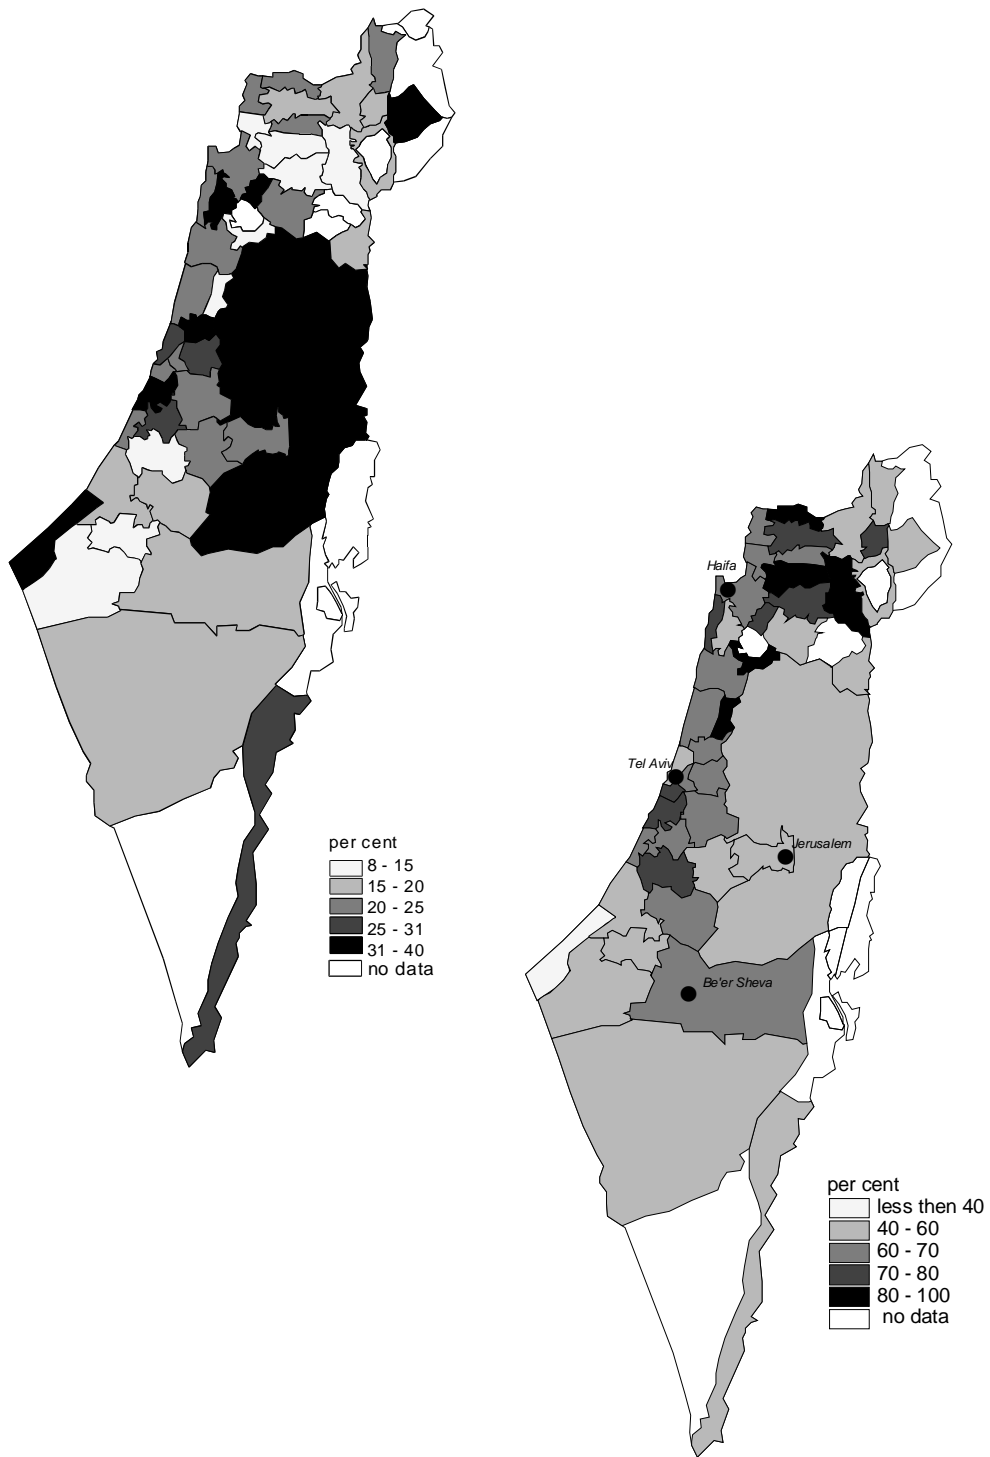 per cent
8 - 15
15 - 20
20 - 25
25 - 31
31 - 40
no data
Haifa
Tel Aviv
Jerusalem
Be'er Sheva
per cent
less then 40
40 - 60
60 - 70
70 - 80
80 - 100
no data